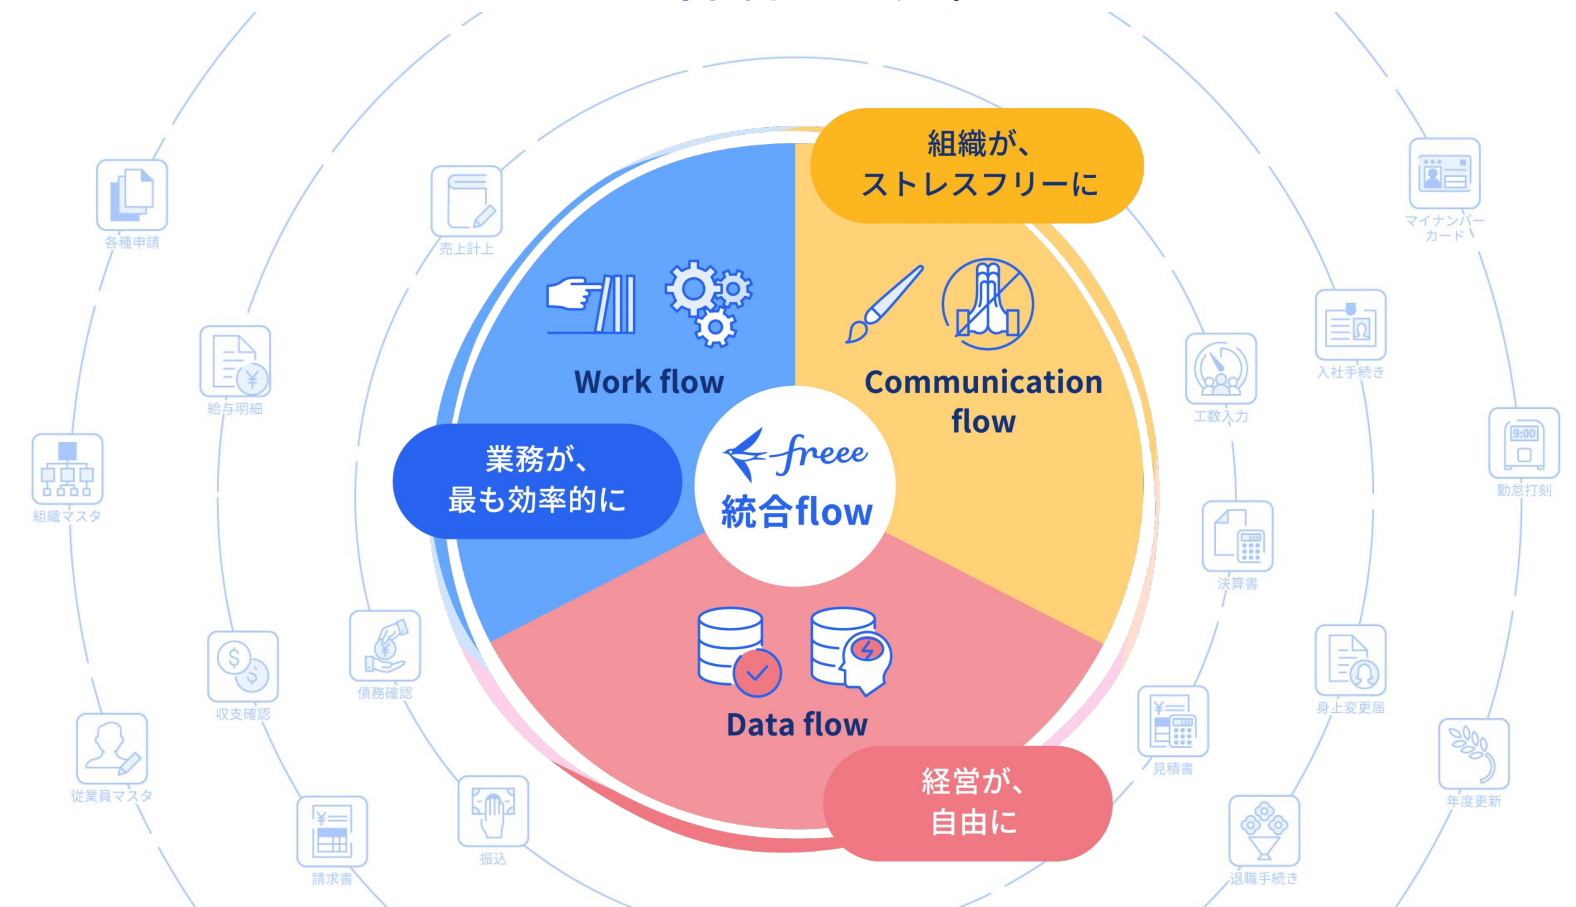 組織が、
ストレスフリーに
各種申請
売上計上
マイナンバー
カード
Work flow
Communication
flow
給与明細
入社手続き
工数入力
業務が、
最も効率的に
freee
統合flow
9:00
組織マスタ
勤怠打刻
決算書
債務確認
収支確認
身上変更届
Data flow
見積書
経営が、
自由に
従業員マスタ
年度更新
請求書
振込
退職手続き